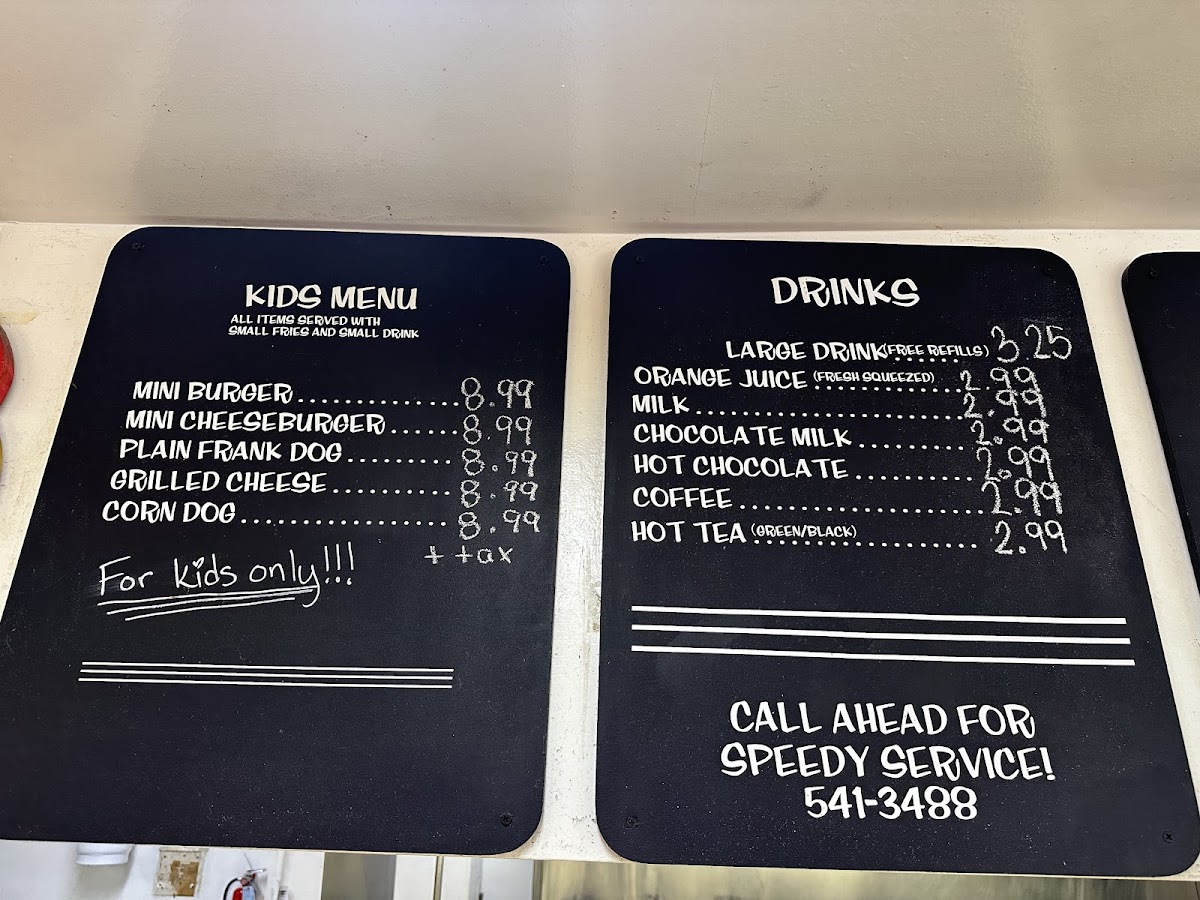 KIDS MENU
ALL ITEMS SERVED WITH
SMALL FRIES AND SMALL DRINK
MINI BURGER................8.99
MINI CHEESEBURGER......8.99
PLAIN FRANK DOG..........8.99
GRILLED CHEESE............8.99
CORN DOG....................8.99
+ tax
For kids only!!!
DRINKS
LARGE DRINK(FREE REFILLS) 3.25
ORANGE JUICE (FRESH SQUEEZED) 2.99
MILK..........................2.99
CHOCOLATE MILK..........2.99
HOT CHOCOLATE............2.99
COFFEE.......................2.99
HOT TEA (GREEN/BLACK) 2.99
CALL AHEAD FOR
SPEEDY SERVICE!
541-3488